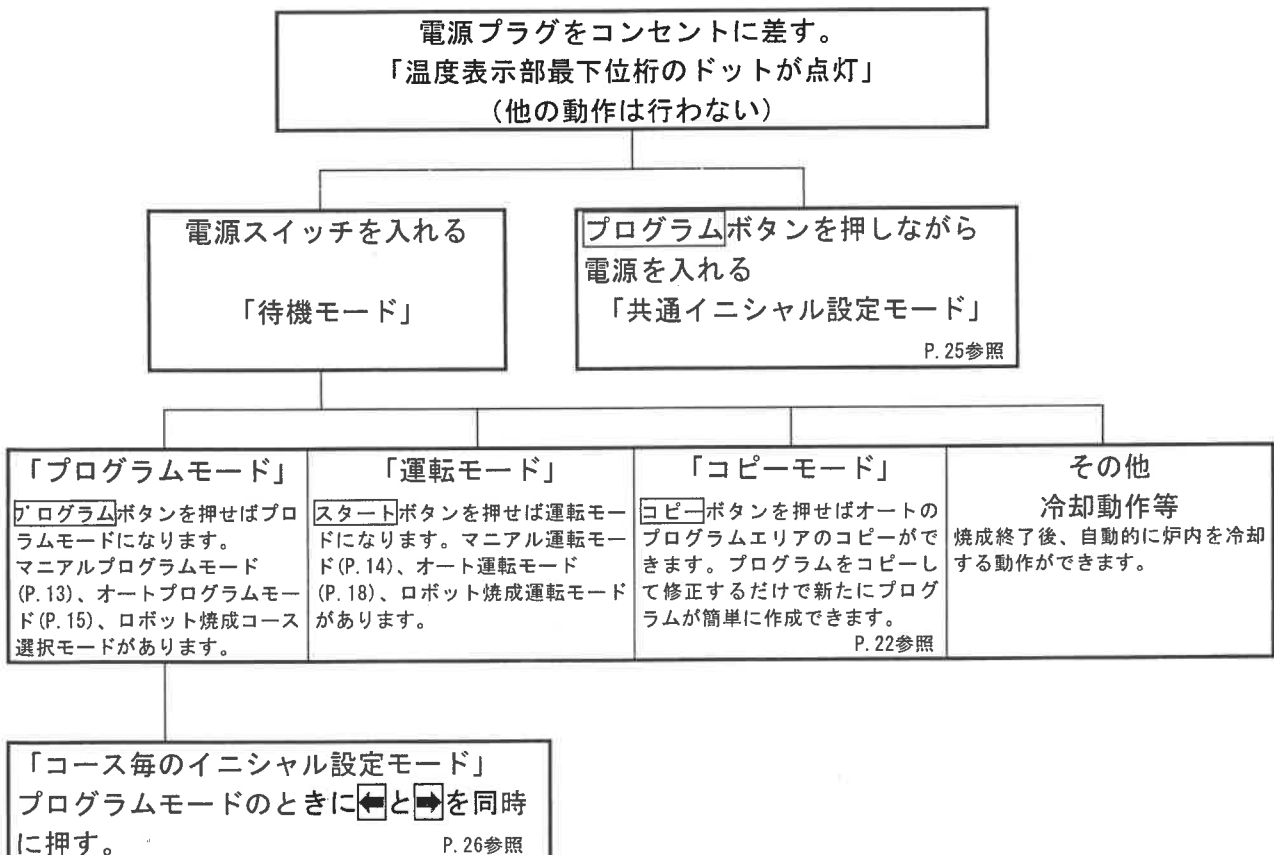 電源プラグをコンセントに差す。
「温度表示部最下位桁のドットが点灯」
(他の動作は行わない)
電源スイッチを入れる
「待機モード」
プログラムボタンを押しながら
電源を入れる
「共通イニシャル設定モード」
P.25参照
「プログラムモード」
プログラムボタンを押せばプロ
ラムモードになります。
マニアルプログラムモード
(P.13)、オートプログラムモー
ド(P.15)、ロボット焼成コース
選択モードがあります。
「運転モード」
スタートボタンを押せば運転モー
ドになります。マニアル運転モー
ド(P.14)、オート運転モード
(P.18)、ロボット焼成運転モード
があります。
「コピーモード」
コピーボタンを押せばオートの
プログラムエリアのコピーがで
きます。プログラムをコピーし
て修正するだけで新たにプログ
ラムが簡単に作成できます。
P.22参照
その他
冷却動作等
焼成終了後、自動的に炉内を冷却
する動作ができます。
「コース毎のイニシャル設定モード」
プログラムモードのときに←と→を同時
に押す。 P.26参照